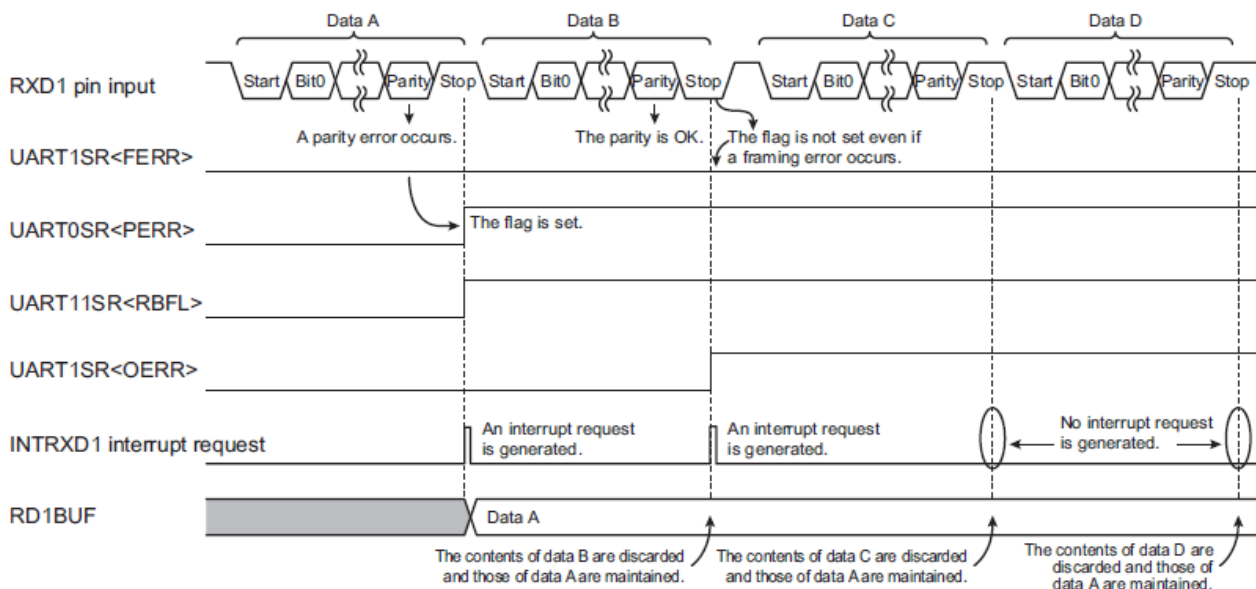 Data A Data B Data C Data D
RXD1 pin input Start Bit0 Parity Stop Start Bit0 Parity Stop Start Bit0 Parity Stop Start Bit0 Parity Stop
A parity error occurs. The parity is OK. The flag is not set even if
a framing error occurs.
UART1SR<FERR>
UART0SR<PERR> The flag is set.
UART11SR<RBFL>
UART1SR<OERR>
INTRXD1 interrupt request
An interrupt request
is generated.
An interrupt request
is generated.
No interrupt request
is generated.
RD1BUF Data A
The contents of data B are discarded
and those of data A are maintained.
The contents of data C are discarded
and those of data A are maintained.
The contents of data D are
discarded and those of
data A are maintained.